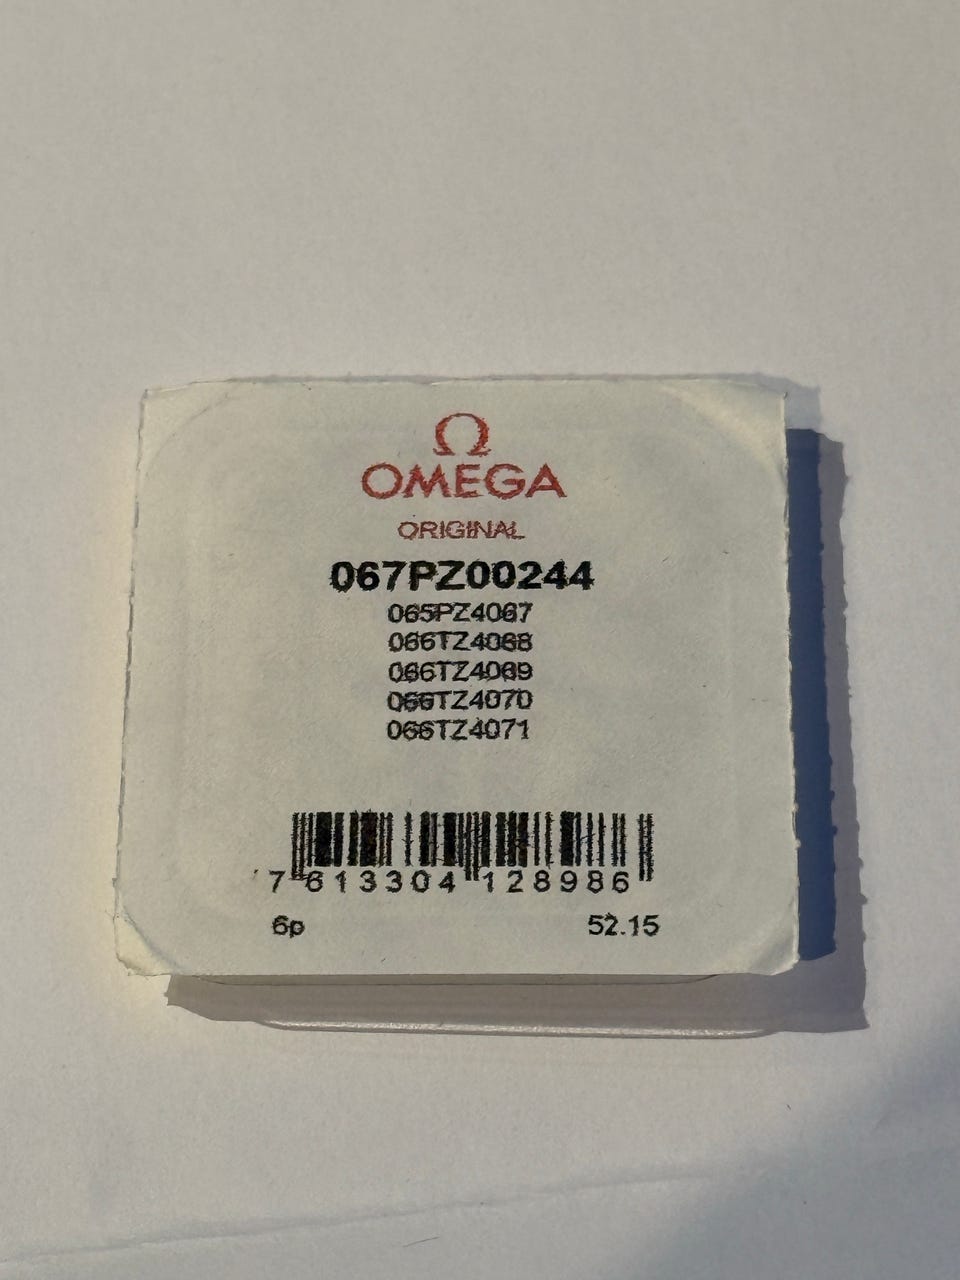 Ω
OMEGA
ORIGINAL
067PZ00244
065PZ4067
066TZ4068
066TZ4069
066TZ4070
066TZ4071
7 613304 128986
6p 52.15